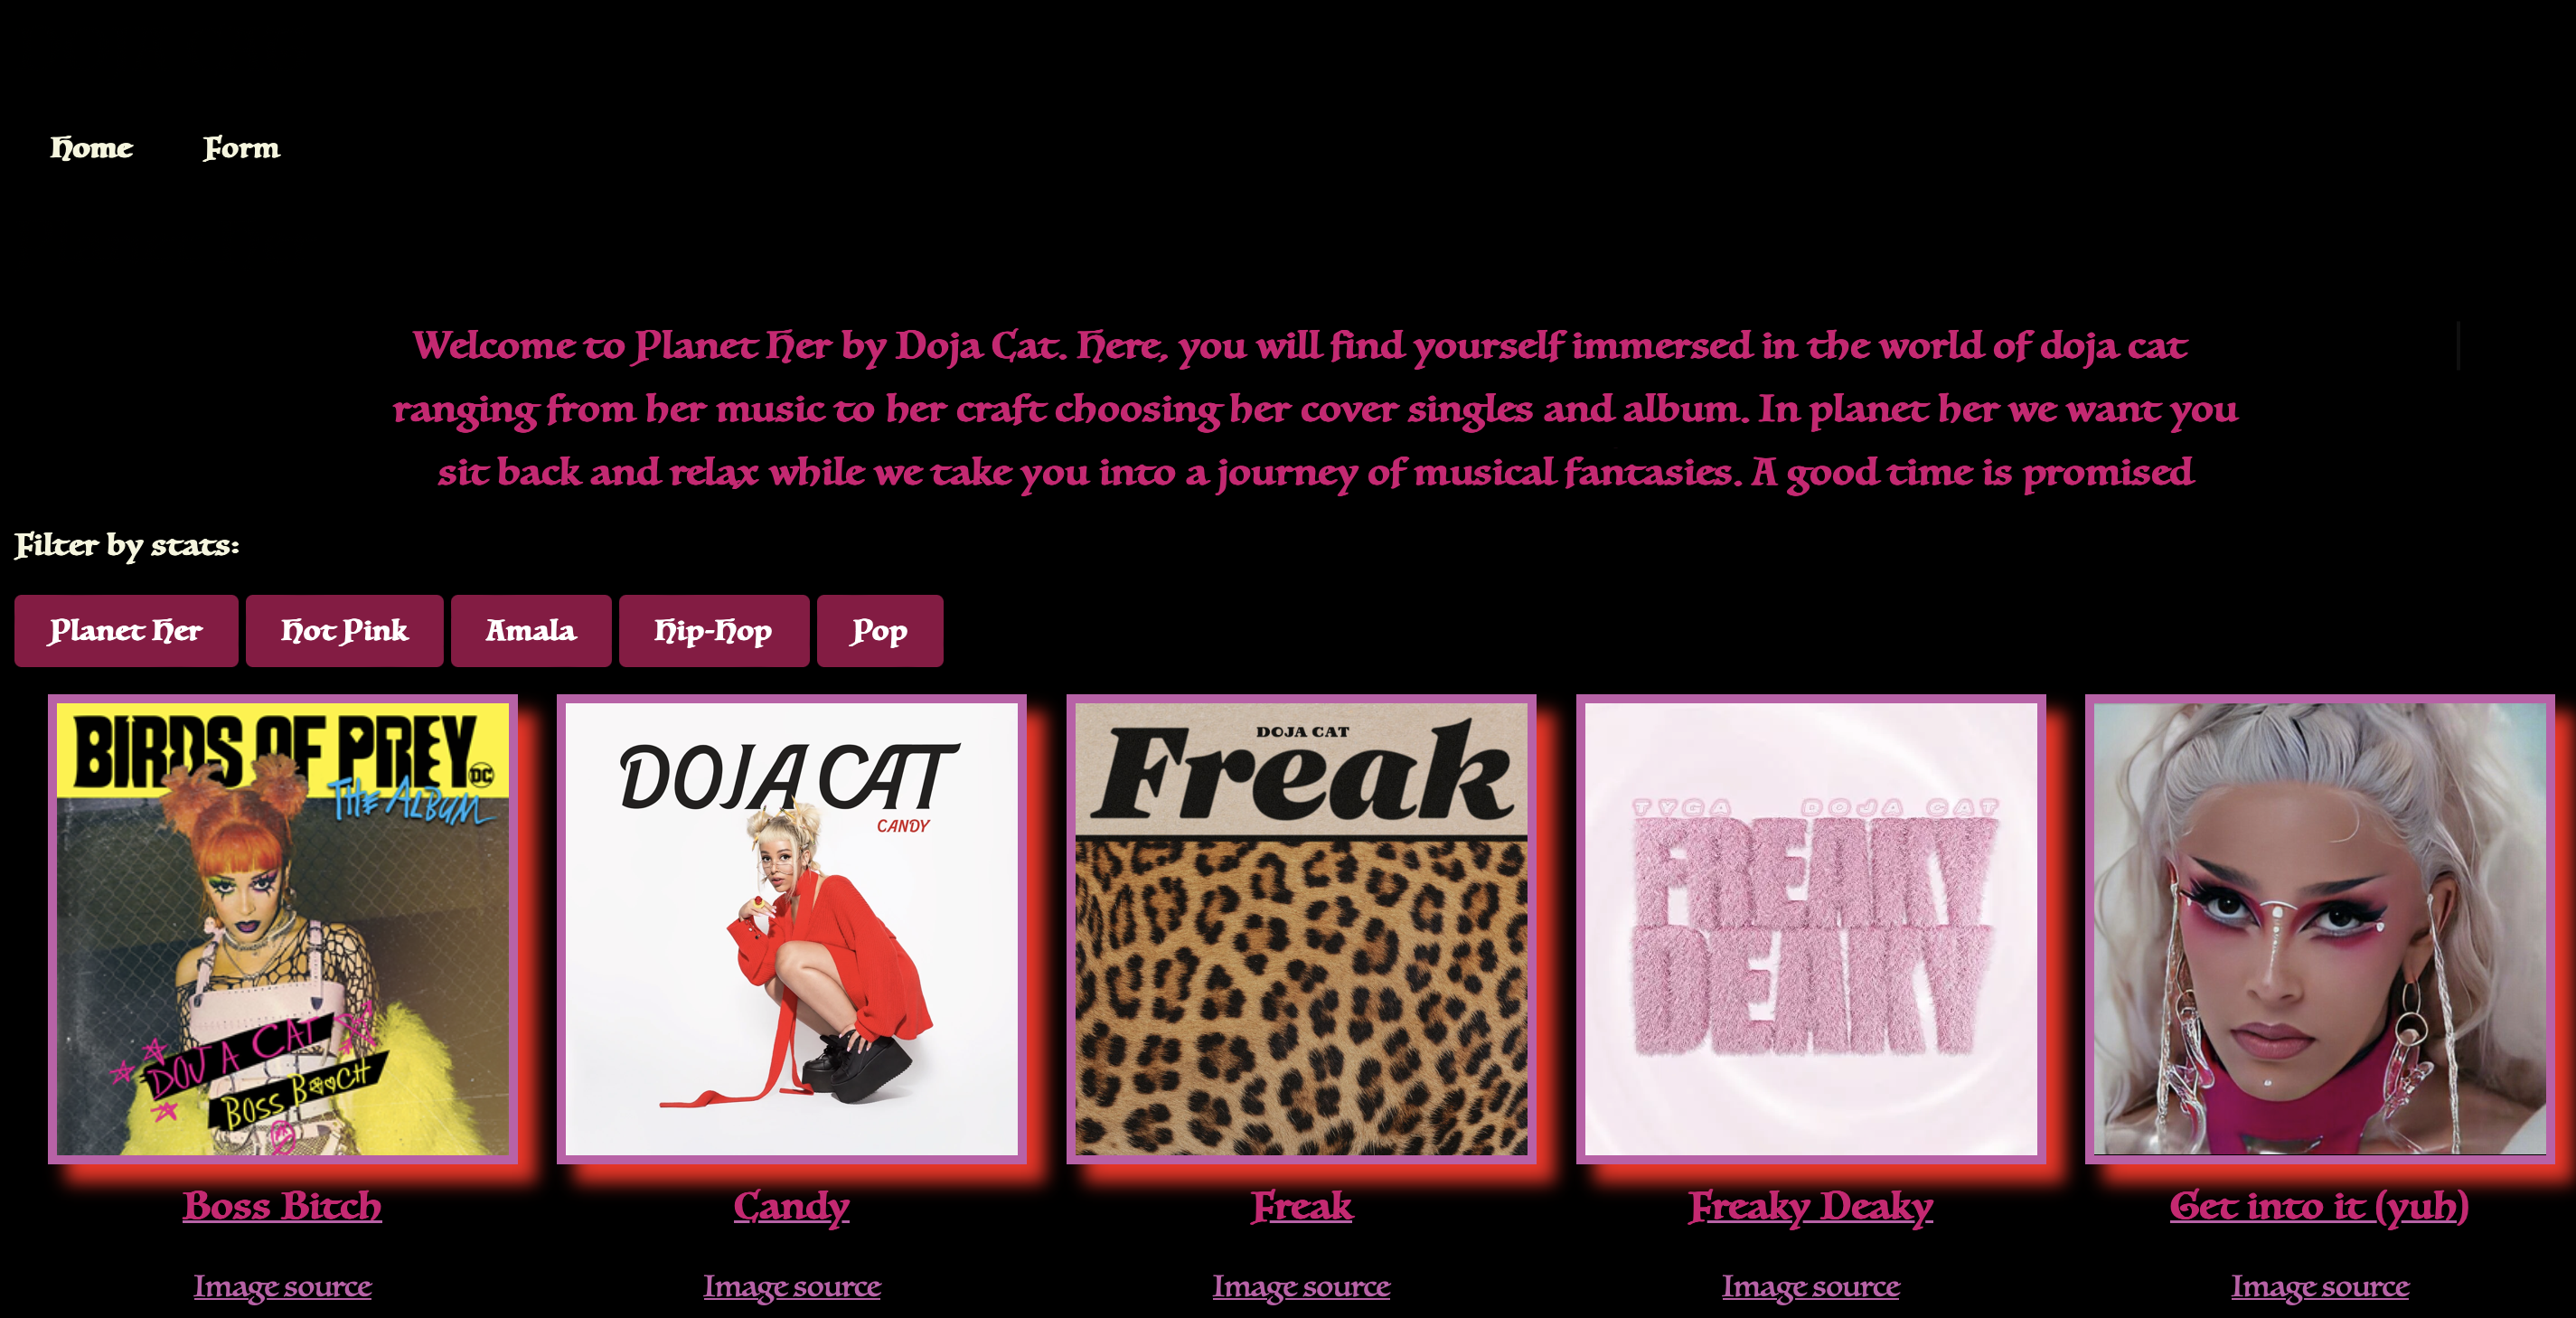 Home Form
Welcome to Planet Her by Doja Cat. Here, you will find yourself immersed in the world of doja cat
ranging from her music to her craft choosing her cover singles and album. In planet her we want you
sit back and relax while we take you into a journey of musical fantasies. A good time is promised
Filter by stats:
Planet Her Hot Pink Amala Hip-Hop Pop
BIRDS OF PREY
DC
THE ALBUM
DOJA CAT
BOSS B☠♥CH
DOJA CAT
CANDY
DOJA CAT
Freak
TYGA DOJA CAT
FREAKY
DEAKY
Boss Bitch Candy Freak Freaky Deaky Get into it (yuh)
Image source Image source Image source Image source Image source